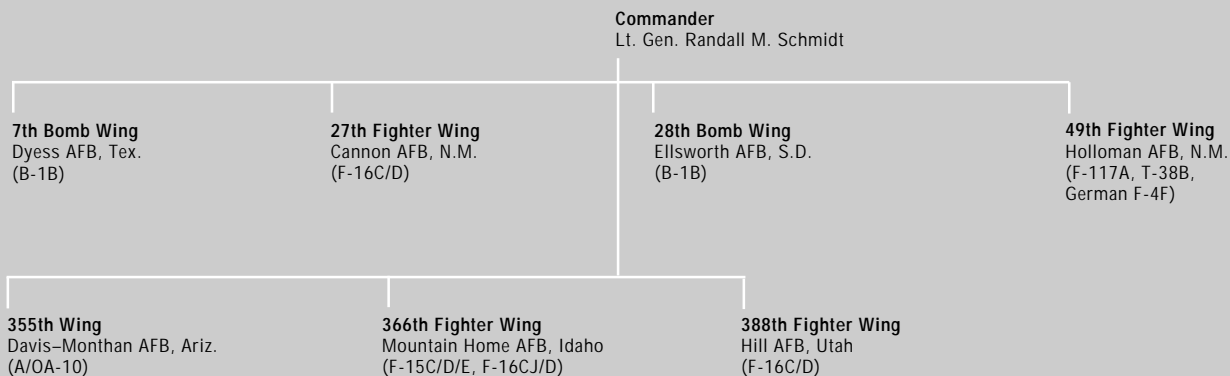 Commander
Lt. Gen. Randall M. Schmidt
7th Bomb Wing
Dyess AFB, Tex.
(B-1B)
27th Fighter Wing
Cannon AFB, N.M.
(F-16C/D)
28th Bomb Wing
Ellsworth AFB, S.D.
(B-1B)
49th Fighter Wing
Holloman AFB, N.M.
(F-117A, T-38B,
German F-4F)
355th Wing
Davis–Monthan AFB, Ariz.
(A/OA-10)
366th Fighter Wing
Mountain Home AFB, Idaho
(F-15C/D/E, F-16CJ/D)
388th Fighter Wing
Hill AFB, Utah
(F-16C/D)